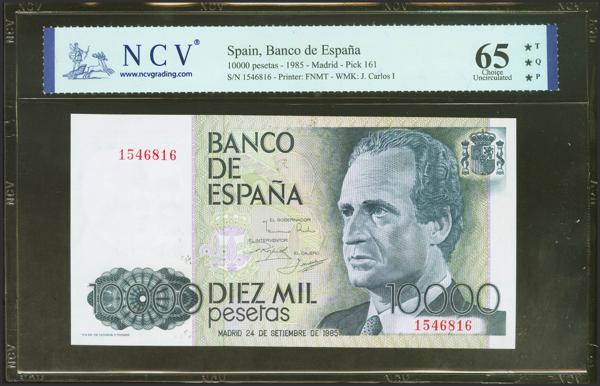 NCV®
www.ncvgrading.com
Spain, Banco de España
10000 pesetas - 1985 - Madrid - Pick 161
S/N 1546816 - Printer: FNMT - WMK: J. Carlos I
65
Choice
Uncirculated
★ T
★ Q
★ P
NCV
NCV
1546816
BANCO
DE
ESPAÑA
EL GOBERNADOR
EL INTERVENTOR
EL CAJERO
10000
DIEZ MIL
pesetas
10000
1546816
MADRID 24 DE SETIEMBRE DE 1985